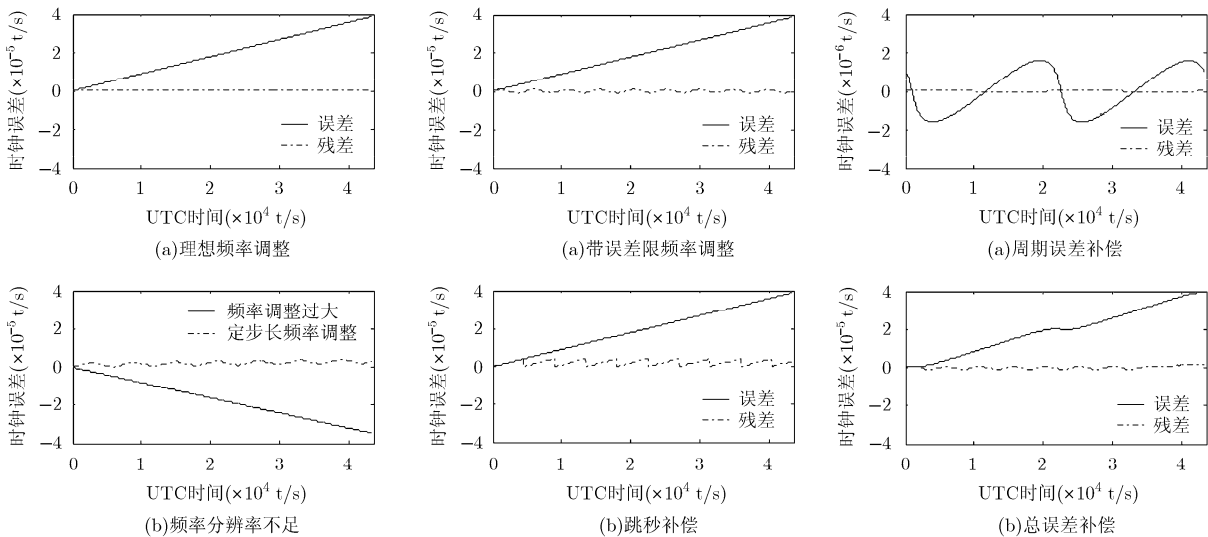 时钟误差(×10⁻⁵ t/s)
4
2
0
−2
−4
误差
残差
0
1
2
3
4
UTC时间(×10⁴ t/s)
(a)理想频率调整
时钟误差(×10⁻⁵ t/s)
4
2
0
−2
−4
误差
残差
0
1
2
3
4
UTC时间(×10⁴ t/s)
(a)带误差限频率调整
时钟误差(×10⁻⁶ t/s)
4
2
0
−2
−4
误差
残差
0
1
2
3
4
UTC时间(×10⁴ t/s)
(a)周期误差补偿
时钟误差(×10⁻⁵ t/s)
4
2
0
−2
−4
频率调整过大
定步长频率调整
0
1
2
3
4
UTC时间(×10⁴ t/s)
(b)频率分辨率不足
时钟误差(×10⁻⁵ t/s)
4
2
0
−2
−4
误差
残差
0
1
2
3
4
UTC时间(×10⁴ t/s)
(b)跳秒补偿
时钟误差(×10⁻⁵ t/s)
4
2
0
−2
−4
误差
残差
0
1
2
3
4
UTC时间(×10⁴ t/s)
(b)总误差补偿